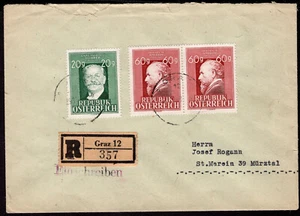 20g 20g
REPUBLIK
ÖSTERREICH
60g 60g
REPUBLIK
ÖSTERREICH
60g 60g
REPUBLIK
ÖSTERREICH
R
Graz 12
357
Einschreiben
Herrn
Josef Rogann
St.Marein 39 Mürztal